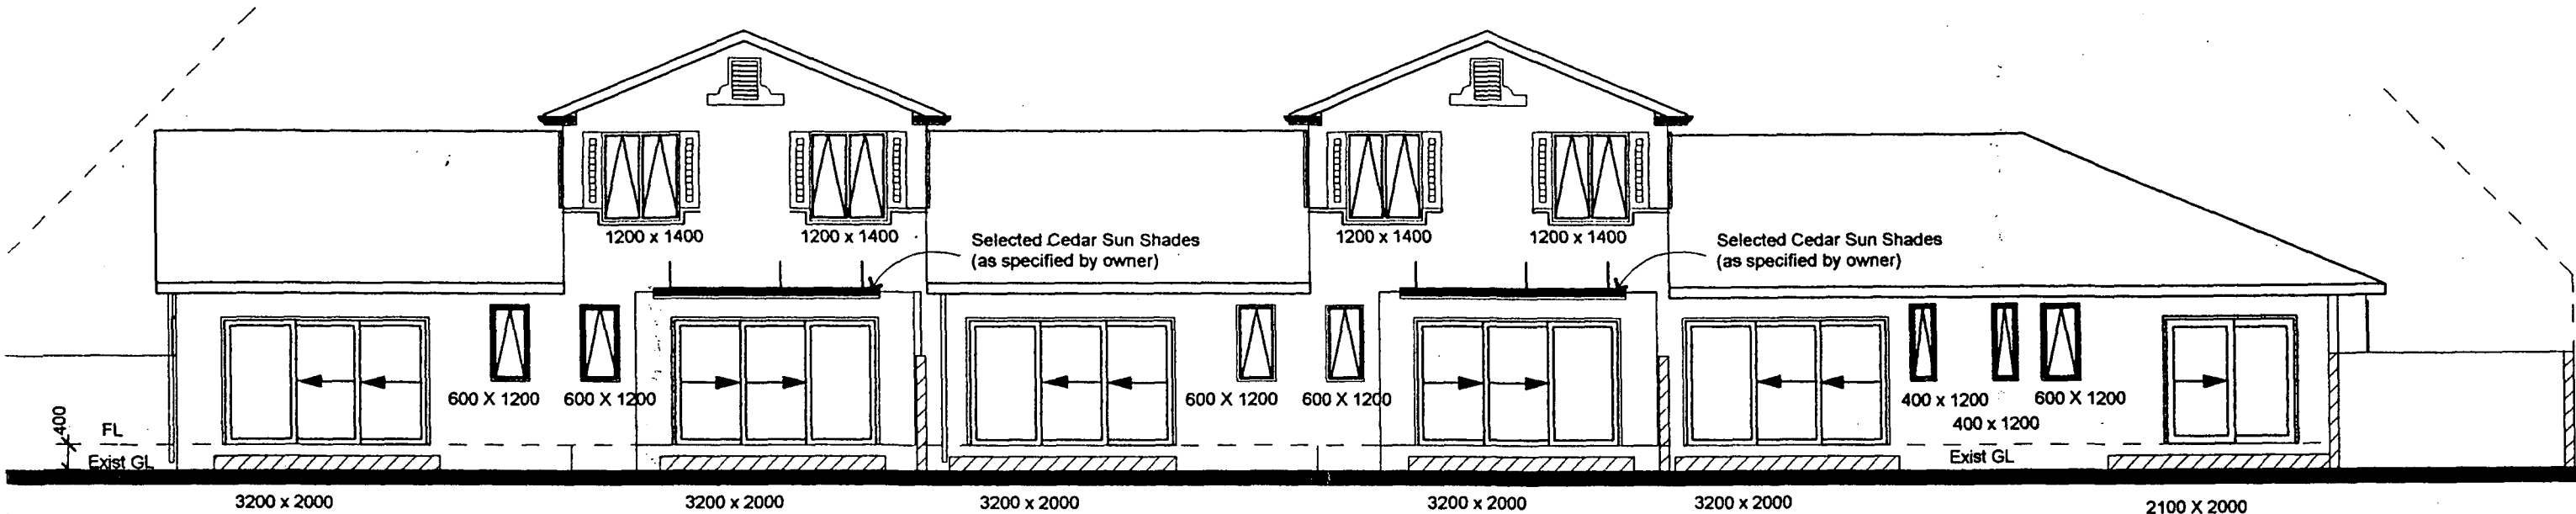 1200 x 1400
1200 x 1400
1200 x 1400
1200 x 1400
Selected Cedar Sun Shades
(as specified by owner)
Selected Cedar Sun Shades
(as specified by owner)
600 X 1200
600 X 1200
600 X 1200
600 X 1200
400 x 1200
600 X 1200
400 x 1200
400
FL
Exist GL
Exist GL
3200 x 2000
3200 x 2000
3200 x 2000
3200 x 2000
3200 x 2000
2100 X 2000